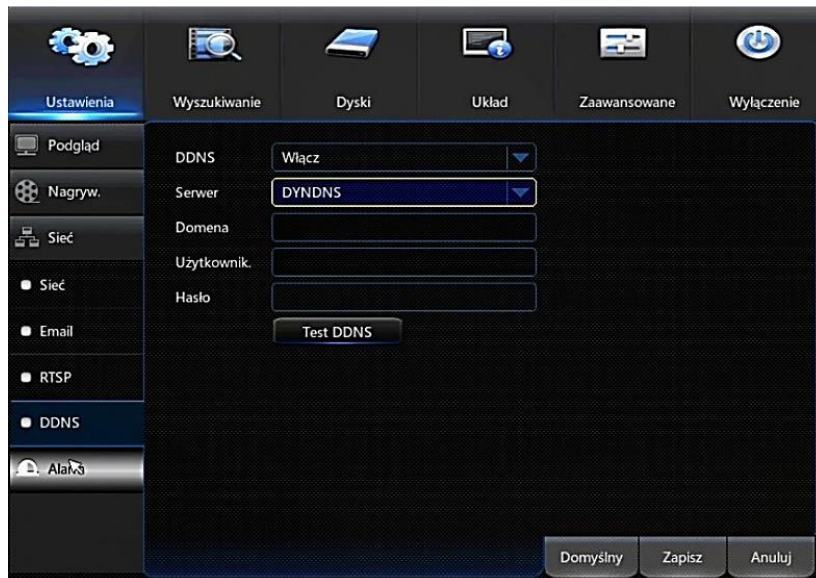 Ustawienia
Wyszukiwanie
Dyski
Układ
Zaawansowane
Wyłączenie
Podgląd
Nagryw.
Sieć
Sieć
Email
RTSP
DDNS
DDNS Włącz
Serwer DYNDNS
Domena
Użytkownik.
Hasło
Test DDNS
Domyślny
Zapisz
Anuluj